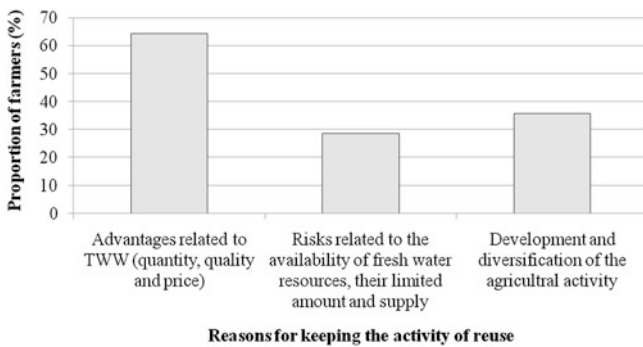 Proportion of farmers (%)
70
60
50
40
30
20
10
0
Advantages related to
TWW (quantity, quality
and price)
Risks related to the
availability of fresh water
resources, their limited
amount and supply
Development and
diversification of the
agricultral activity
Reasons for keeping the activity of reuse